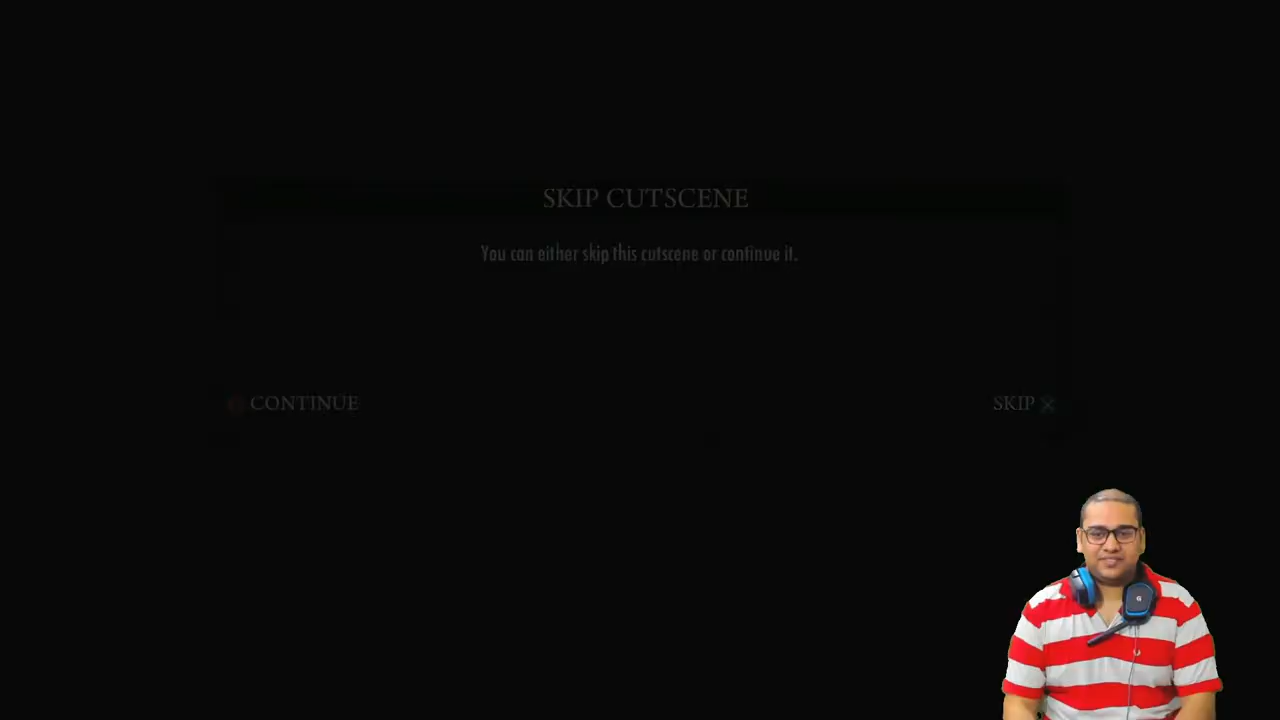 SKIP CUTSCENE
You can either skip this cutscene or continue it.
CONTINUE
SKIP